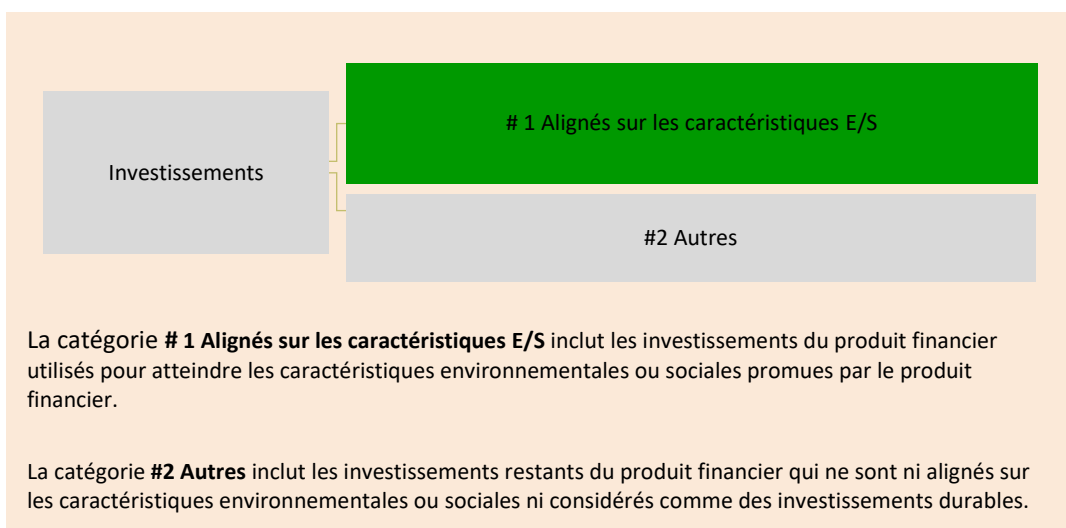 # 1 Alignés sur les caractéristiques E/S
Investissements
#2 Autres
La catégorie # 1 Alignés sur les caractéristiques E/S inclut les investissements du produit financier
utilisés pour atteindre les caractéristiques environnementales ou sociales promues par le produit
financier.
La catégorie #2 Autres inclut les investissements restants du produit financier qui ne sont ni alignés sur
les caractéristiques environnementales ou sociales ni considérés comme des investissements durables.